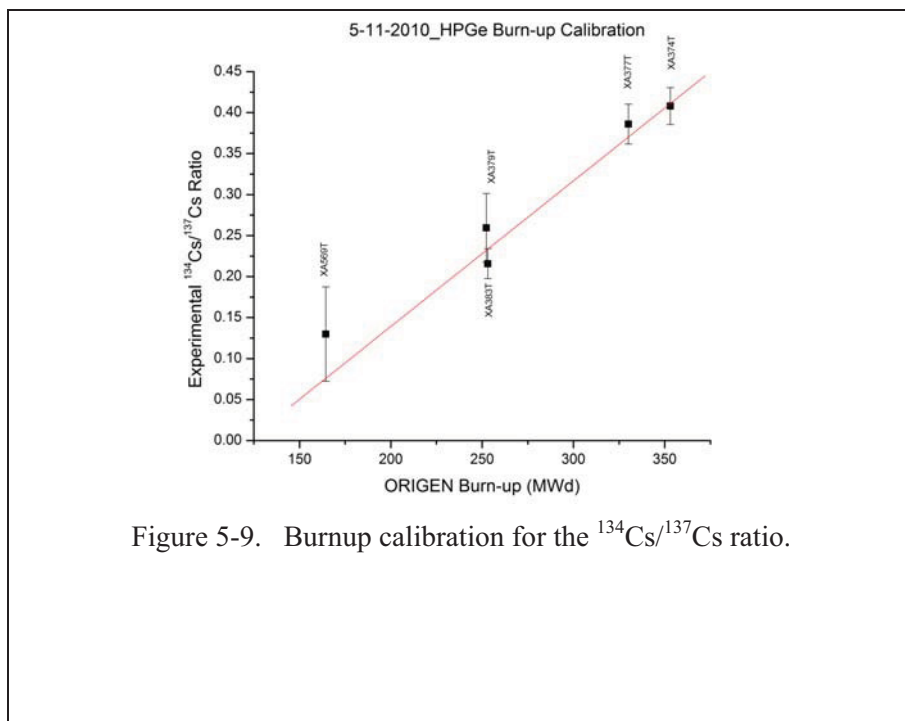 5-11-2010_HPGe Burn-up Calibration
XA374T
XA377T
XA379T
XA569T
XA383T
0.45
0.40
0.35
0.30
0.25
0.20
0.15
0.10
0.05
0.00
Experimental ¹³⁴Cs/¹³⁷Cs Ratio
150 200 250 300 350
ORIGEN Burn-up (MWd)
Figure 5-9. Burnup calibration for the ¹³⁴Cs/¹³⁷Cs ratio.